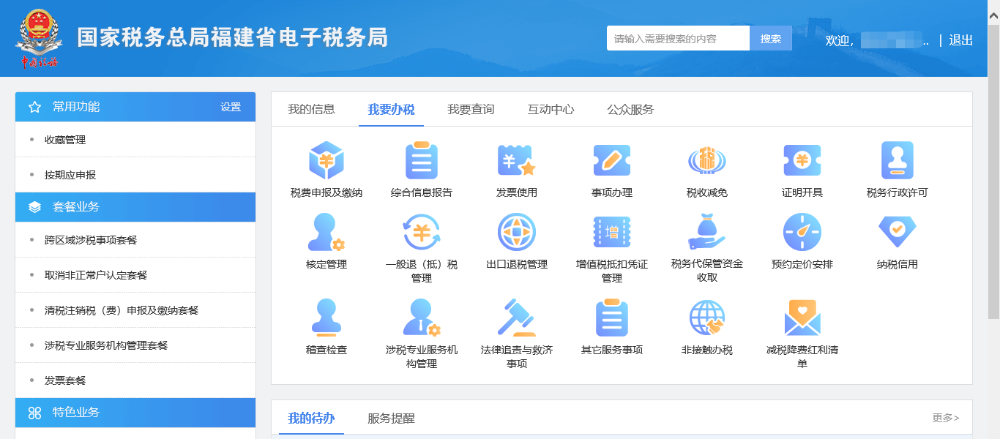 国家税务总局福建省电子税务局
中国税务
请输入需要搜索的内容
搜索
欢迎,
.. | 退出
常用功能
设置
收藏管理
按期应申报
套餐业务
跨区域涉税事项套餐
取消非正常户认定套餐
清税注销税（费）申报及缴纳套餐
涉税专业服务机构管理套餐
发票套餐
特色业务
我的信息
我要办税
我要查询
互动中心
公众服务
税费申报及缴纳
综合信息报告
发票使用
事项办理
税
税收减免
证明开具
税务行政许可
核定管理
一般退（抵）税
管理
出口退税管理
增
增值税抵扣凭证
管理
税务代保管资金
收取
预约定价安排
纳税信用
稽查检查
涉税专业服务机
构管理
法律追责与救济
事项
其它服务事项
非接触办税
减税降费红利清
单
我的待办
服务提醒
更多>